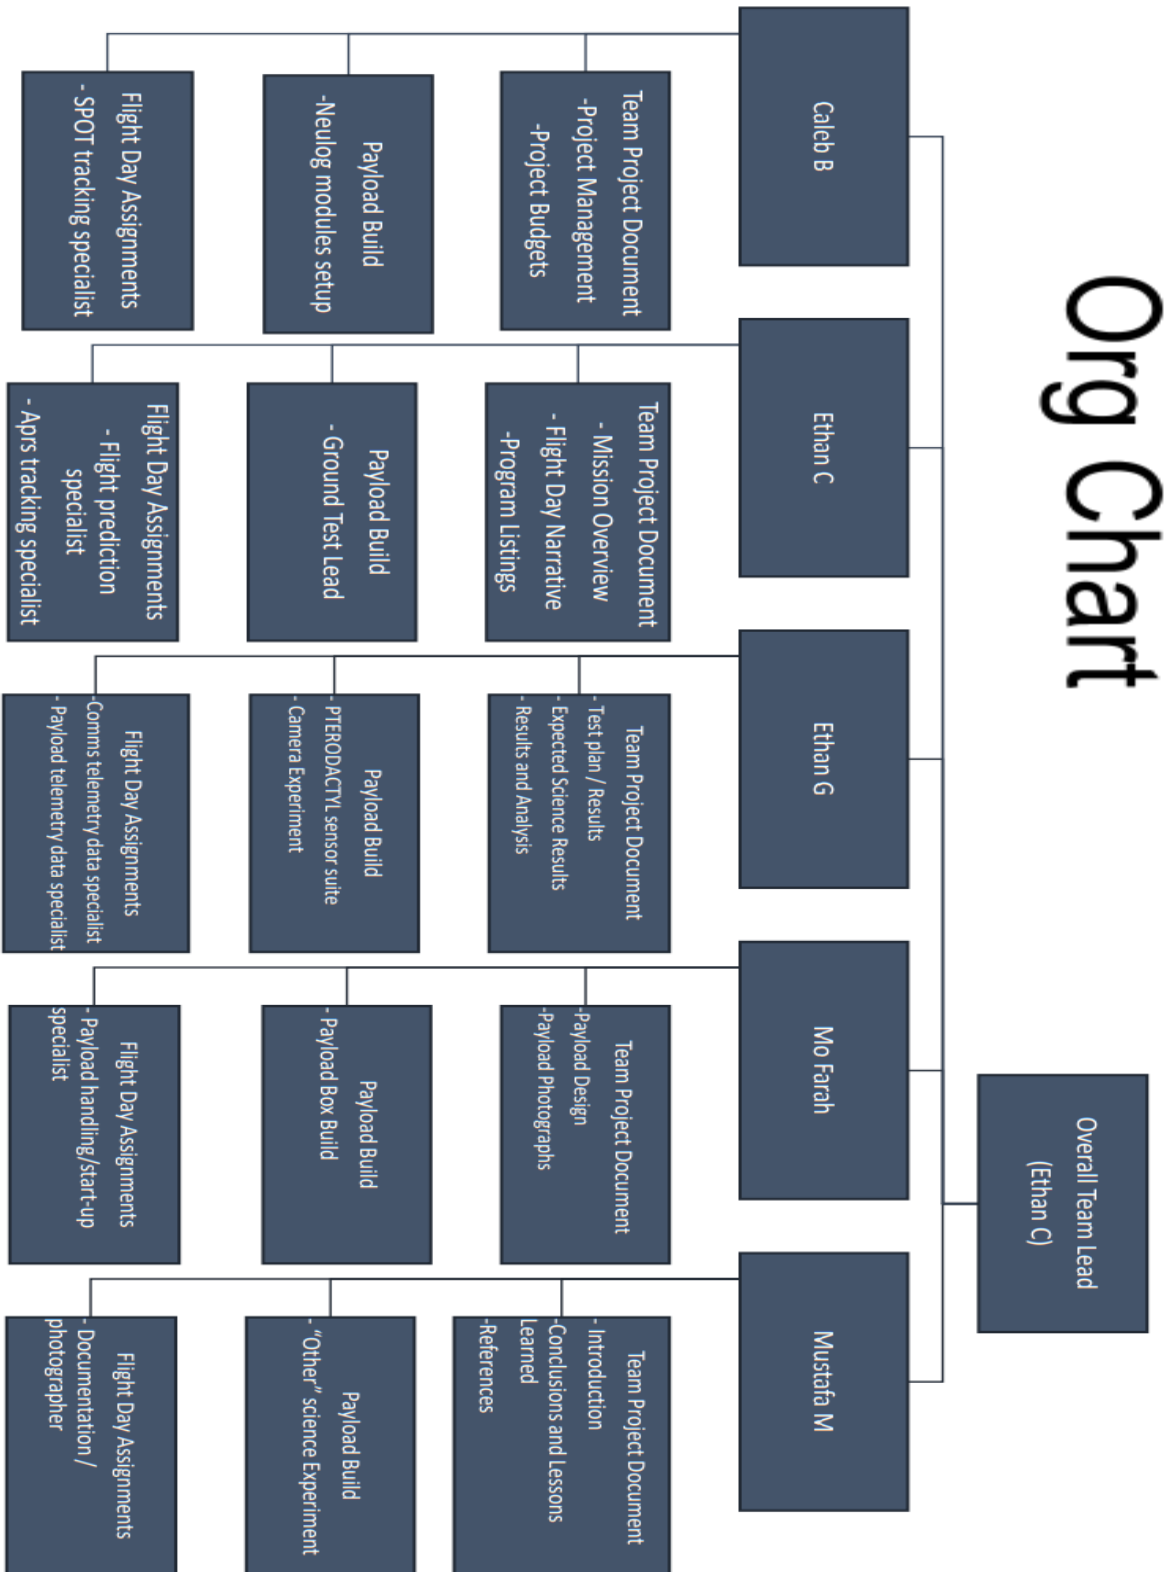 Org Chart
Overall Team Lead
(Ethan C)
Caleb B
Team Project Document
-Project Management
-Project Budgets
Payload Build
-Neulog modules setup
Flight Day Assignments
- SPOT tracking specialist
Ethan C
Team Project Document
- Mission Overview
- Flight Day Narrative
-Program Listings
Payload Build
- Ground Test Lead
Flight Day Assignments
- Flight prediction
specialist
- Aprs tracking specialist
Ethan G
Team Project Document
- Test plan / Results
- Expected Science Results
- Results and Analysis
Payload Build
- PTERODACTYL sensor suite
- Camera Experiment
Flight Day Assignments
-Comms telemetry data specialist
- Payload telemetry data specialist
Mo Farah
Team Project Document
-Payload Design
-Payload Photographs
Payload Build
- Payload Box Build
Flight Day Assignments
- Payload handling/start-up
specialist
Mustafa M
Team Project Document
- Introduction
-Conclusions and Lessons
Learned
-References
Payload Build
- “Other” science Experiment
Flight Day Assignments
- Documentation /
photographer